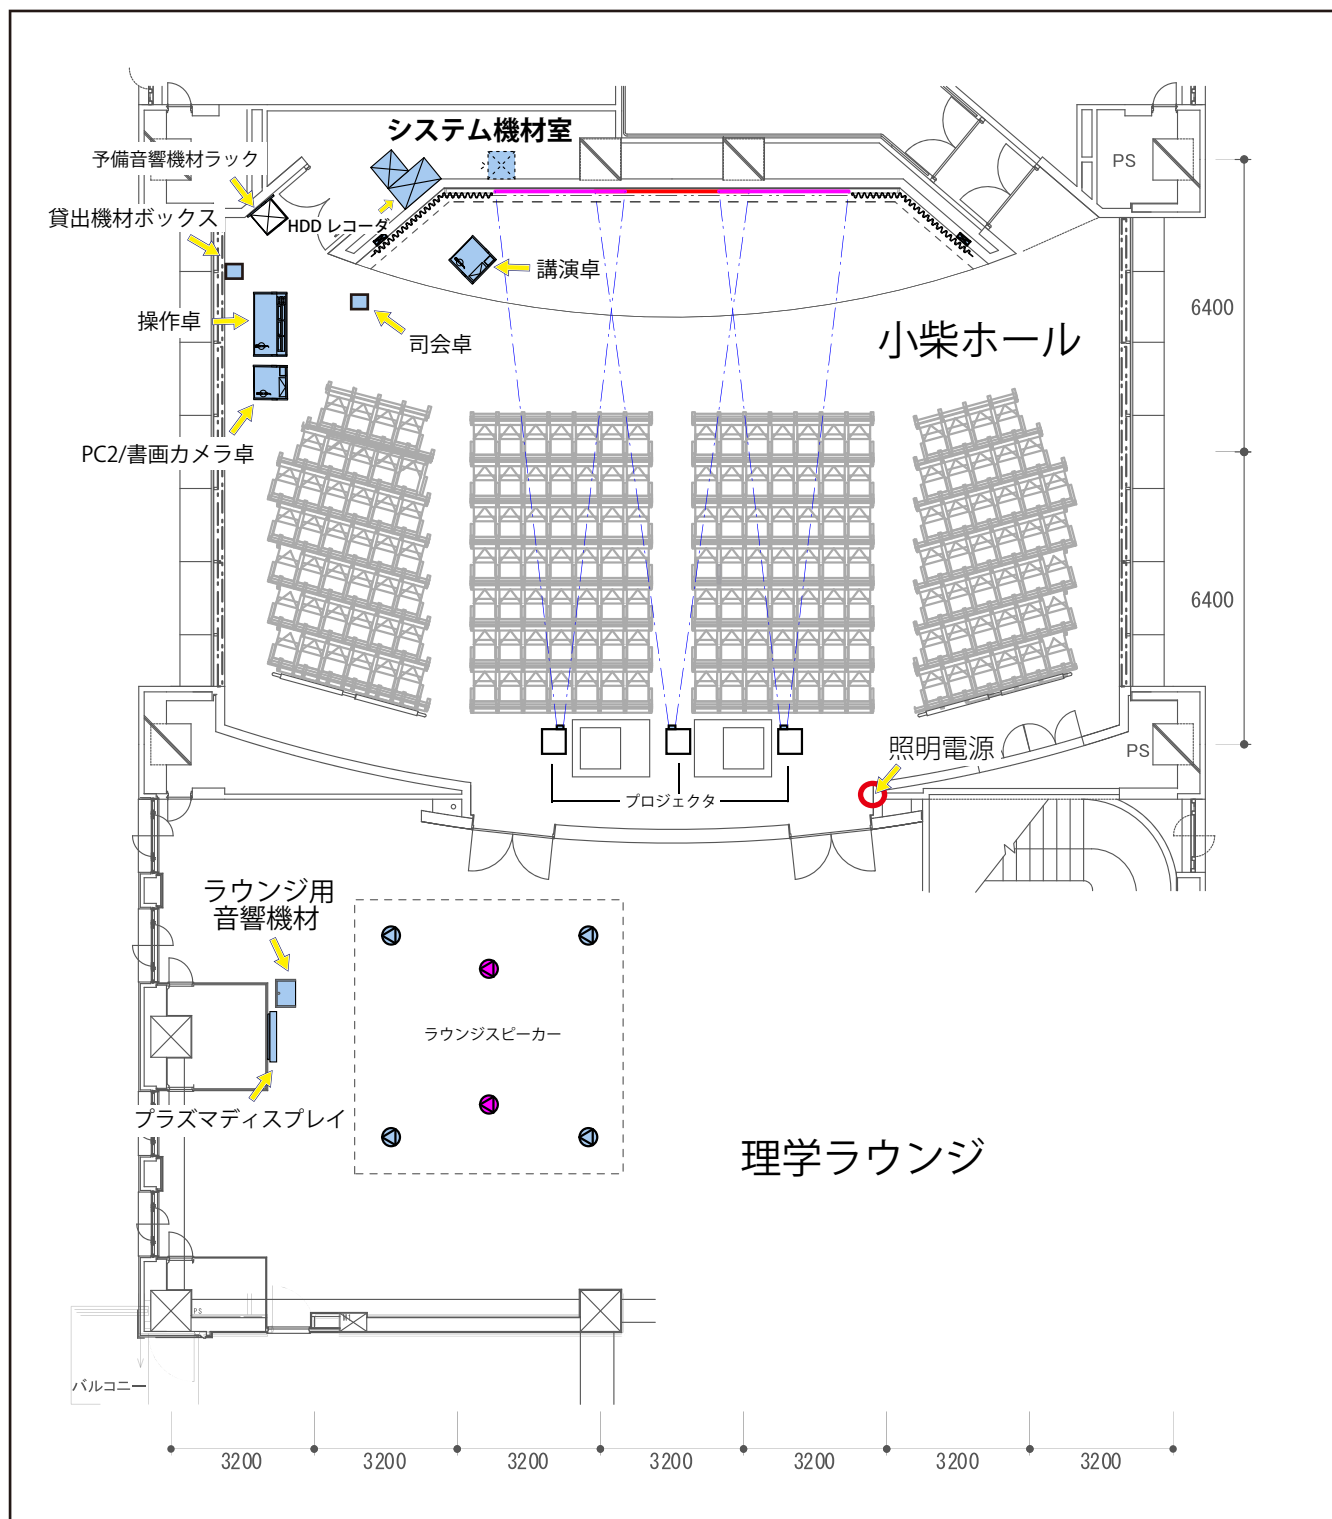 システム機材室
予備音響機材ラック
PS
貸出機材ボックス
HDD レコーダ
講演卓
6400
操作卓
司会卓
小柴ホール
PC2/書画カメラ卓
6400
照明電源
PS
プロジェクタ
ラウンジ用
音響機材
ラウンジスピーカー
プラズマディスプレイ
理学ラウンジ
PS
バルコニー
3200
3200
3200
3200
3200
3200
3200